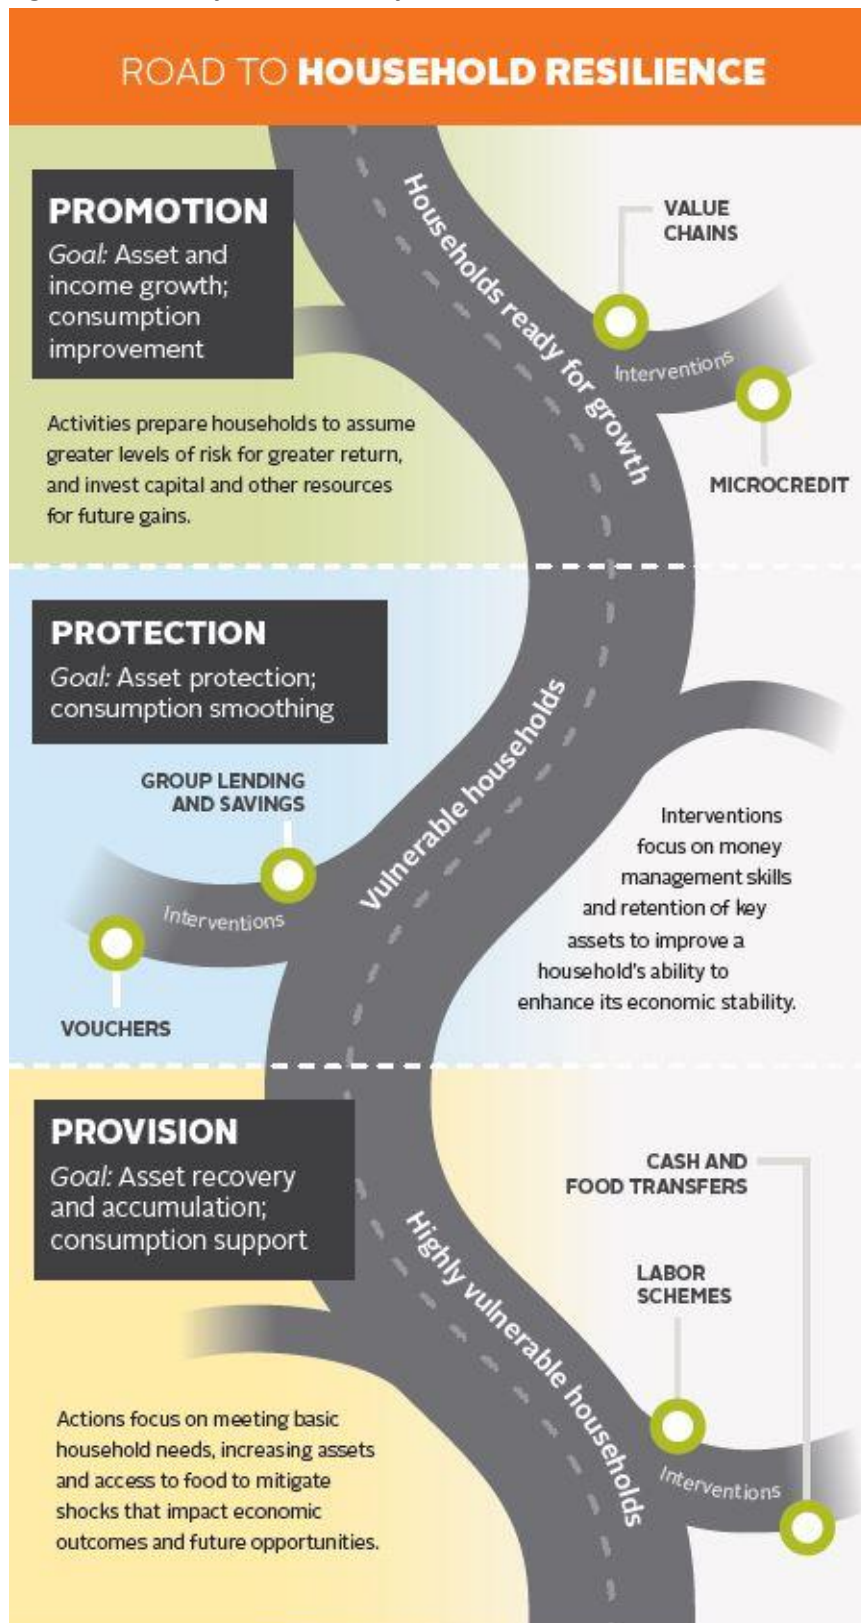 ROAD TO HOUSEHOLD RESILIENCE
PROMOTION
Goal: Asset and
income growth;
consumption
improvement
Activities prepare households to assume
greater levels of risk for greater return,
and invest capital and other resources
for future gains.
Households ready for growth
VALUE
CHAINS
Interventions
MICROCREDIT
PROTECTION
Goal: Asset protection;
consumption smoothing
GROUP LENDING
AND SAVINGS
Interventions
VOUCHERS
Vulnerable households
Interventions
focus on money
management skills
and retention of key
assets to improve a
household's ability to
enhance its economic stability.
PROVISION
Goal: Asset recovery
and accumulation;
consumption support
Highly vulnerable households
CASH AND
FOOD TRANSFERS
LABOR
SCHEMES
Interventions
Actions focus on meeting basic
household needs, increasing assets
and access to food to mitigate
shocks that impact economic
outcomes and future opportunities.